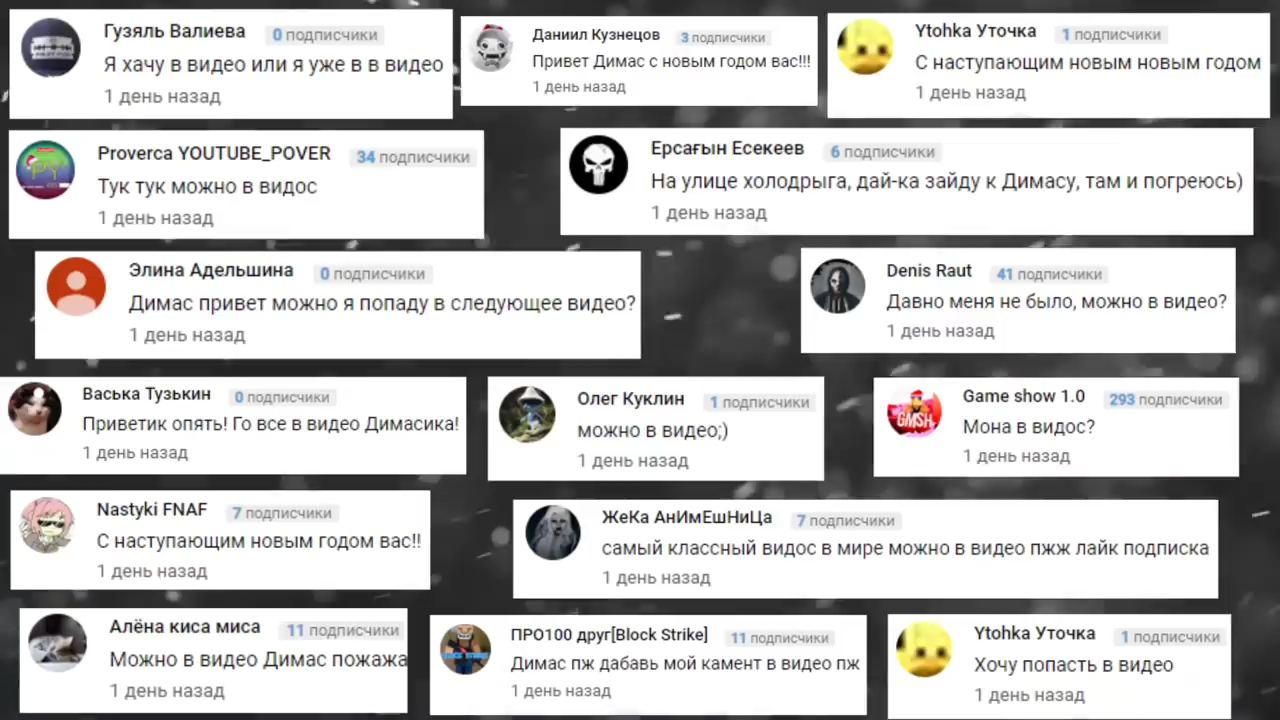 Гузяль Валиева 0 подписчики
Я хачу в видео или я уже в в видео
1 день назад
Даниил Кузнецов 3 подписчики
Привет Димас с новым годом вас!!!
1 день назад
Ytohka Уточка 1 подписчики
С наступающим новым новым годом
1 день назад
Proverca YOUTUBE_POVER 34 подписчики
Тук тук можно в видос
1 день назад
Ерсағын Есекеев 6 подписчики
На улице холодрыга, дай-ка зайду к Димасу, там и погреюсь)
1 день назад
Элина Адельшина 0 подписчики
Димас привет можно я попаду в следующее видео?
1 день назад
Denis Raut 41 подписчики
Давно меня не было, можно в видео?
1 день назад
Васька Тузькин 0 подписчики
Приветик опять! Го все в видео Димасика!
1 день назад
Олег Куклин 1 подписчики
можно в видео;)
1 день назад
GMSH
Game show 1.0 293 подписчики
Мона в видос?
1 день назад
Nastyki FNAF 7 подписчики
С наступающим новым годом вас!!
1 день назад
ЖеКа АнИмЕшНиЦа 7 подписчики
самый классный видос в мире можно в видео пжж лайк подписка
1 день назад
Алёна киса миса 11 подписчики
Можно в видео Димас пожажа
1 день назад
ПРО100 друг[Block Strike] 11 подписчики
Димас пж дабавь мой камент в видео пж
1 день назад
Ytohka Уточка 1 подписчики
Хочу попасть в видео
1 день назад